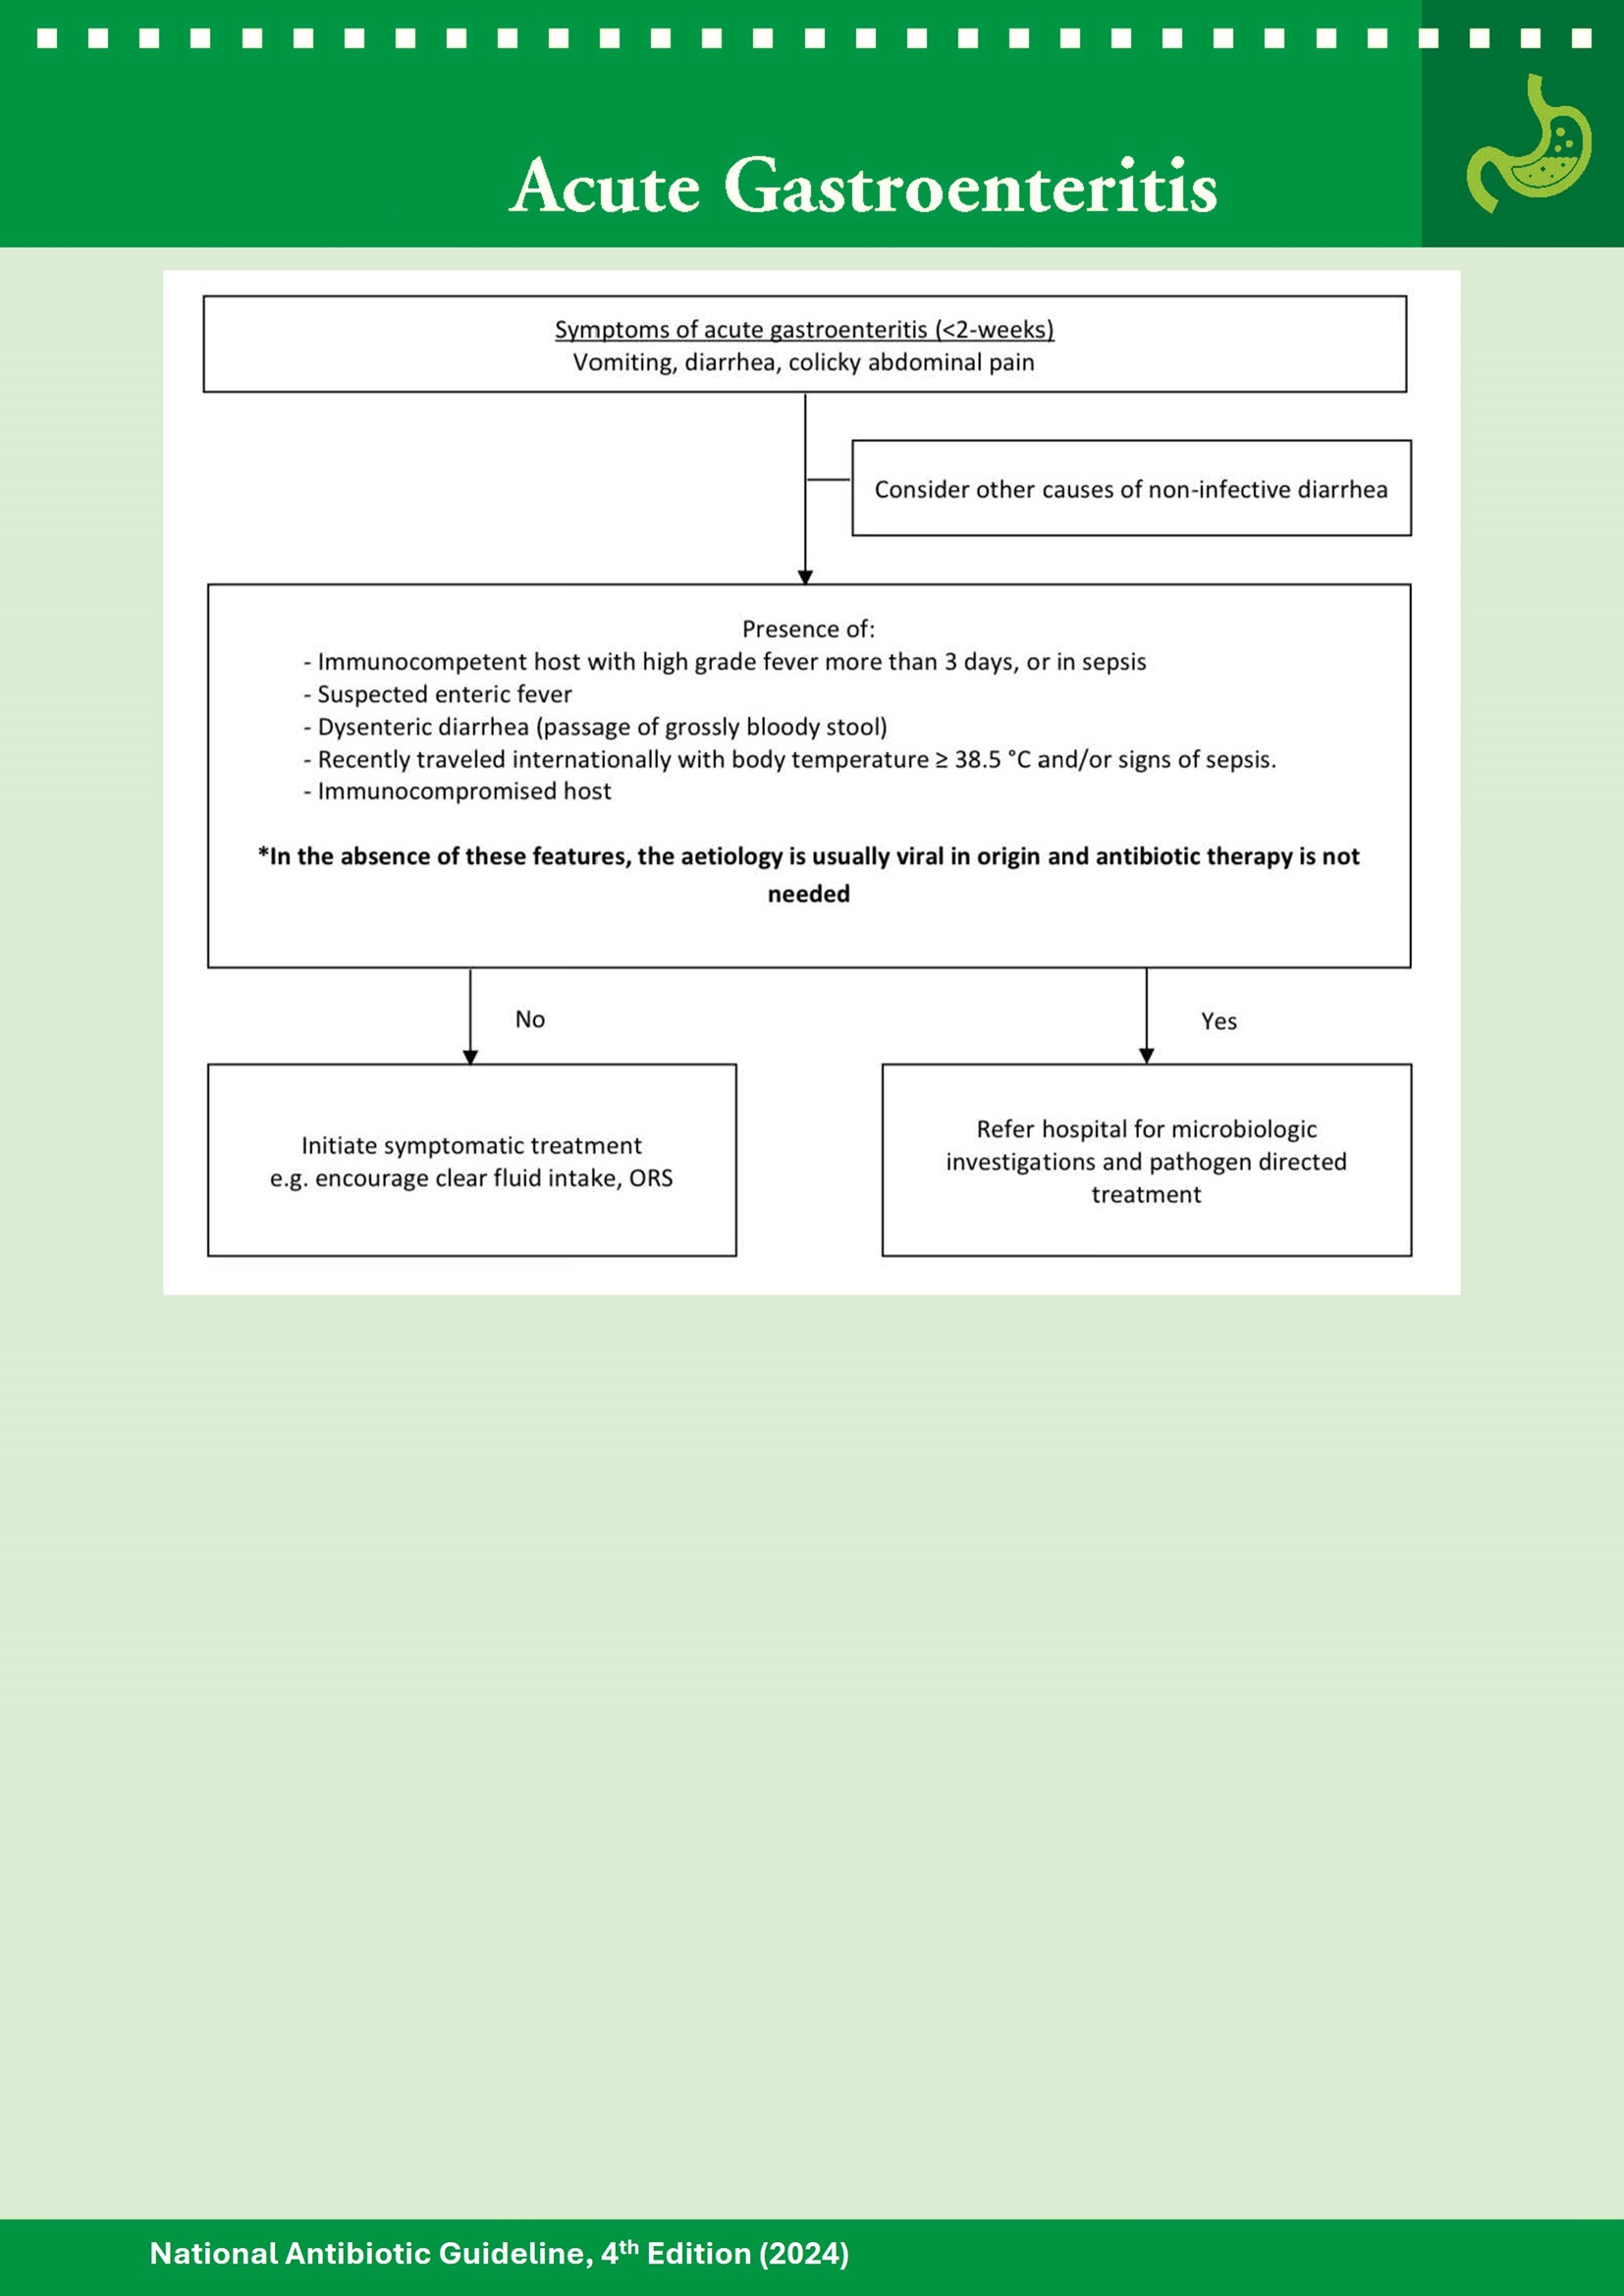 Acute Gastroenteritis
Symptoms of acute gastroenteritis (<2-weeks)
Vomiting, diarrhea, colicky abdominal pain
Consider other causes of non-infective diarrhea
Presence of:
- Immunocompetent host with high grade fever more than 3 days, or in sepsis
- Suspected enteric fever
- Dysenteric diarrhea (passage of grossly bloody stool)
- Recently traveled internationally with body temperature ≥ 38.5 °C and/or signs of sepsis.
- Immunocompromised host
*In the absence of these features, the aetiology is usually viral in origin and antibiotic therapy is not
needed
No
Yes
Initiate symptomatic treatment
e.g. encourage clear fluid intake, ORS
Refer hospital for microbiologic
investigations and pathogen directed
treatment
National Antibiotic Guideline, 4th Edition (2024)